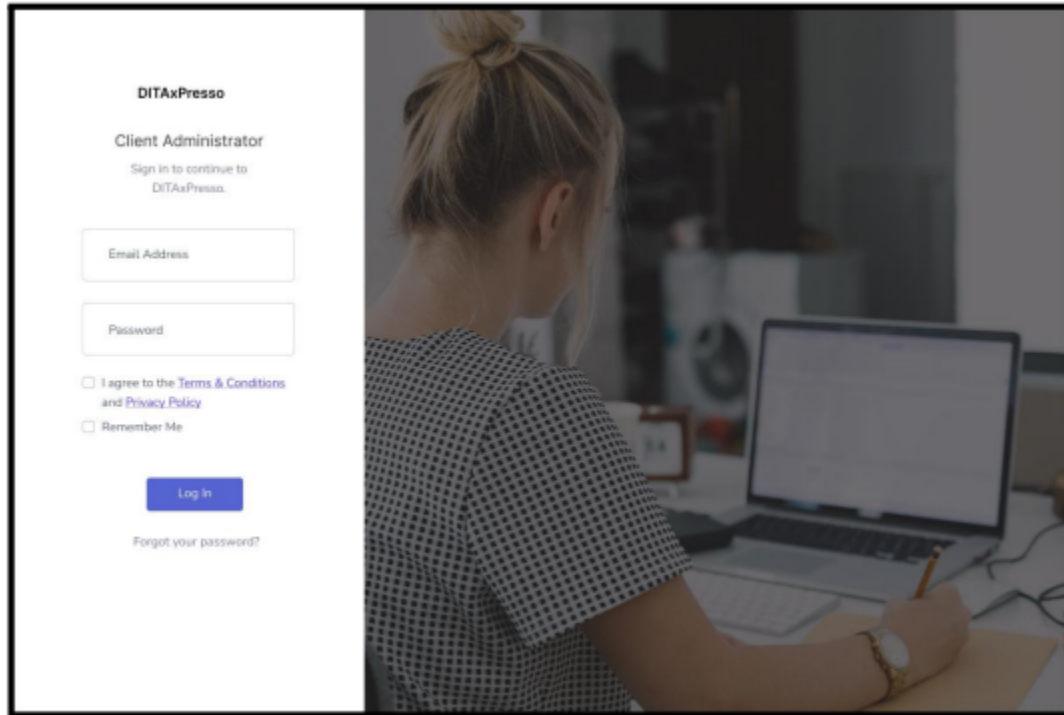 DITAxPresso
Client Administrator
Sign in to continue to
DITAxPresso.
Email Address
Password
I agree to the Terms & Conditions
and Privacy Policy
Remember Me
Log In
Forgot your password?